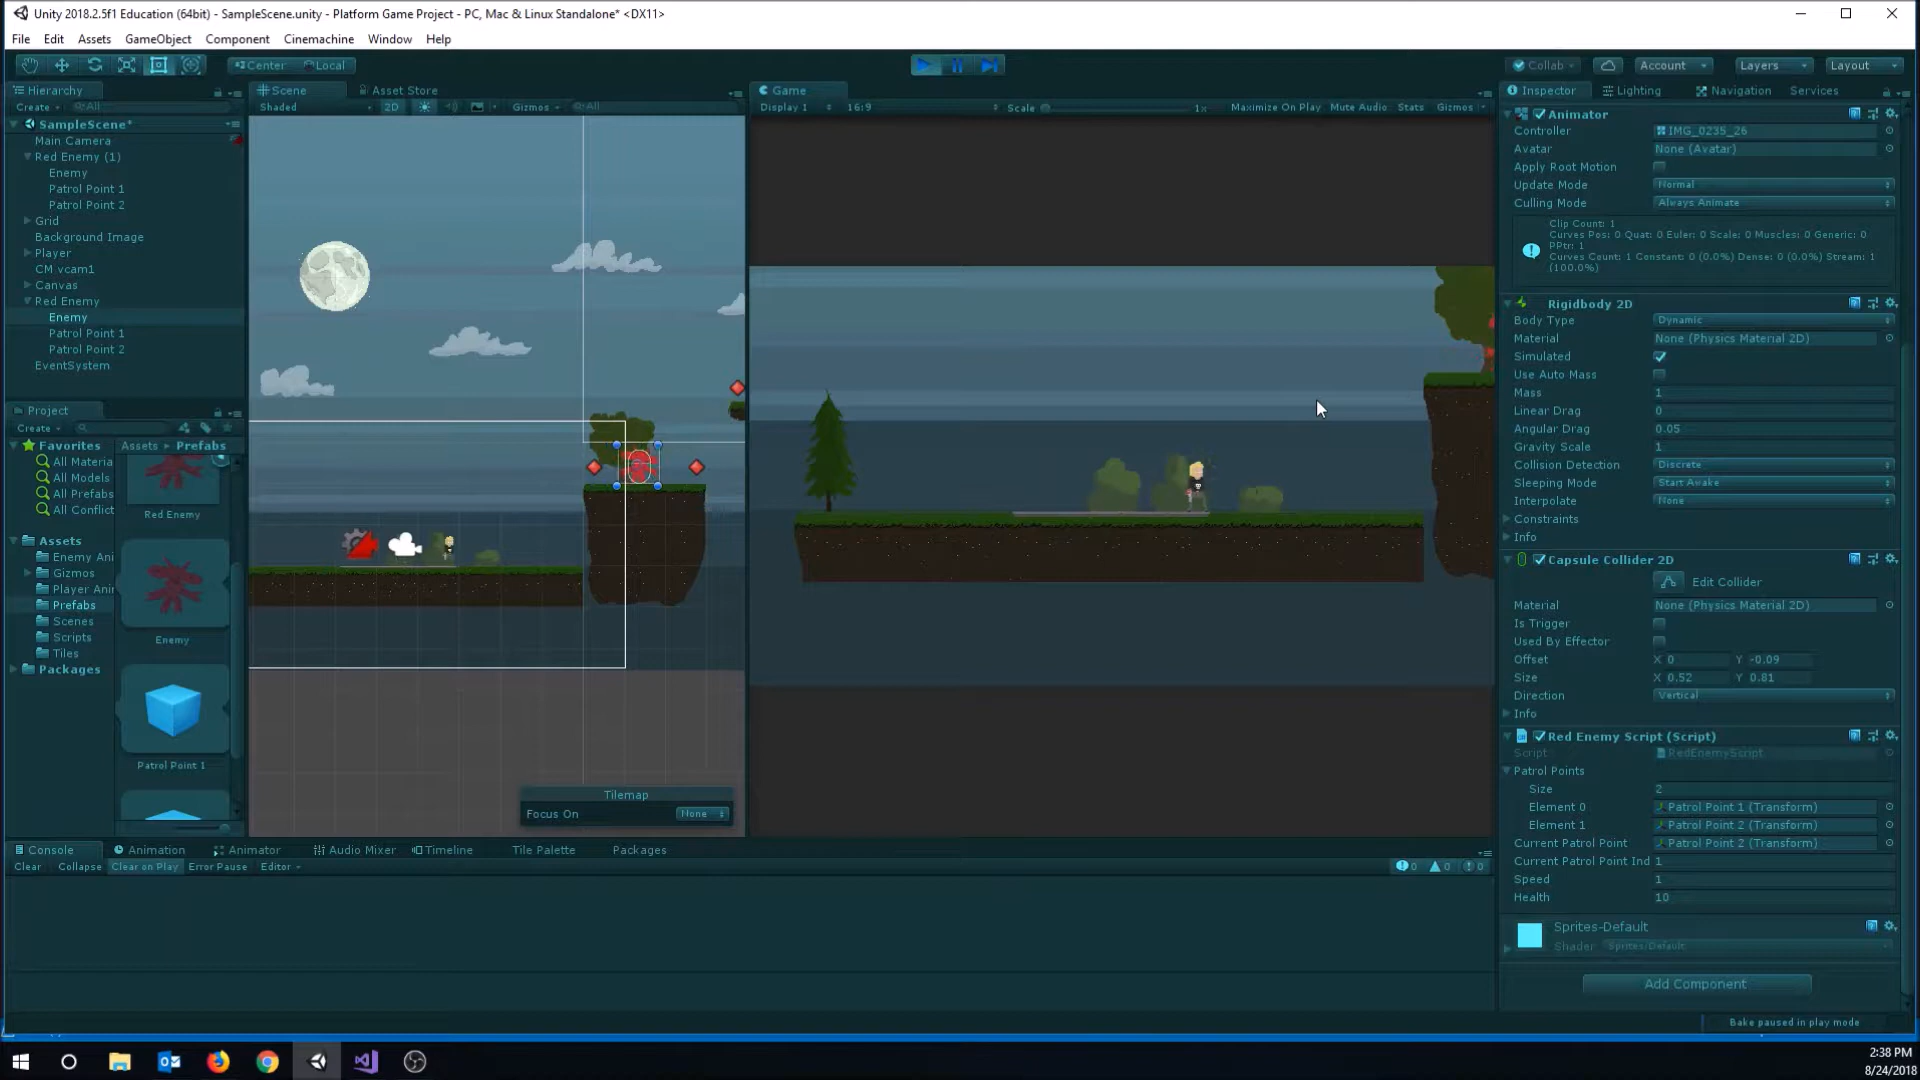 Unity 2018.2.5f1 Education (64bit) - SampleScene.unity - Platform Game Project - PC, Mac & Linux Standalone* <DX11>
File Edit Assets GameObject Component Cinemachine Window Help
Center Local Collab Account Layers Layout
Hierarchy
Create All
SampleScene*
Main Camera
Red Enemy (1)
Enemy
Patrol Point 1
Patrol Point 2
Grid
Background Image
Player
CM vcam1
Canvas
Red Enemy
Enemy
Patrol Point 1
Patrol Point 2
EventSystem
Project
Create
Favorites
All Materia
All Models
All Prefabs
All Conflict
Assets
Enemy Ani
Gizmos
Player Anir
Prefabs
Scenes
Scripts
Tiles
Packages
Assets Prefabs
Red Enemy
Enemy
Patrol Point 1
Scene Asset Store
Shaded 2D Gizmos All
Tilemap
Focus On None
Game
Display 1 16:9 Scale 1x Maximize On Play Mute Audio Stats Gizmos
Console Animation Animator Audio Mixer Timeline Tile Palette Packages
Clear Collapse Clear on Play Error Pause Editor 0 0 0
Inspector Lighting Navigation Services
Animator
Controller IMG_0235_26
Avatar None (Avatar)
Apply Root Motion
Update Mode Normal
Culling Mode Always Animate
Clip Count: 1
Curves Pos: 0 Quat: 0 Euler: 0 Scale: 0 Muscles: 0 Generic: 0
PPtr: 1
Curves Count: 1 Constant: 0 (0.0%) Dense: 0 (0.0%) Stream: 1
(100.0%)
Rigidbody 2D
Body Type Dynamic
Material None (Physics Material 2D)
Simulated
Use Auto Mass
Mass 1
Linear Drag 0
Angular Drag 0.05
Gravity Scale 1
Collision Detection Discrete
Sleeping Mode Start Awake
Interpolate None
Constraints
Info
Capsule Collider 2D
Edit Collider
Material None (Physics Material 2D)
Is Trigger
Used By Effector
Offset X 0 Y -0.09
Size X 0.52 Y 0.81
Direction Vertical
Info
Red Enemy Script (Script)
Script RedEnemyScript
Patrol Points
Size 2
Element 0 Patrol Point 1 (Transform)
Element 1 Patrol Point 2 (Transform)
Current Patrol Point Patrol Point 2 (Transform)
Current Patrol Point Ind 1
Speed 1
Health 10
Sprites-Default
Shader Sprites/Default
Add Component
Bake paused in play mode
2:38 PM
8/24/2018